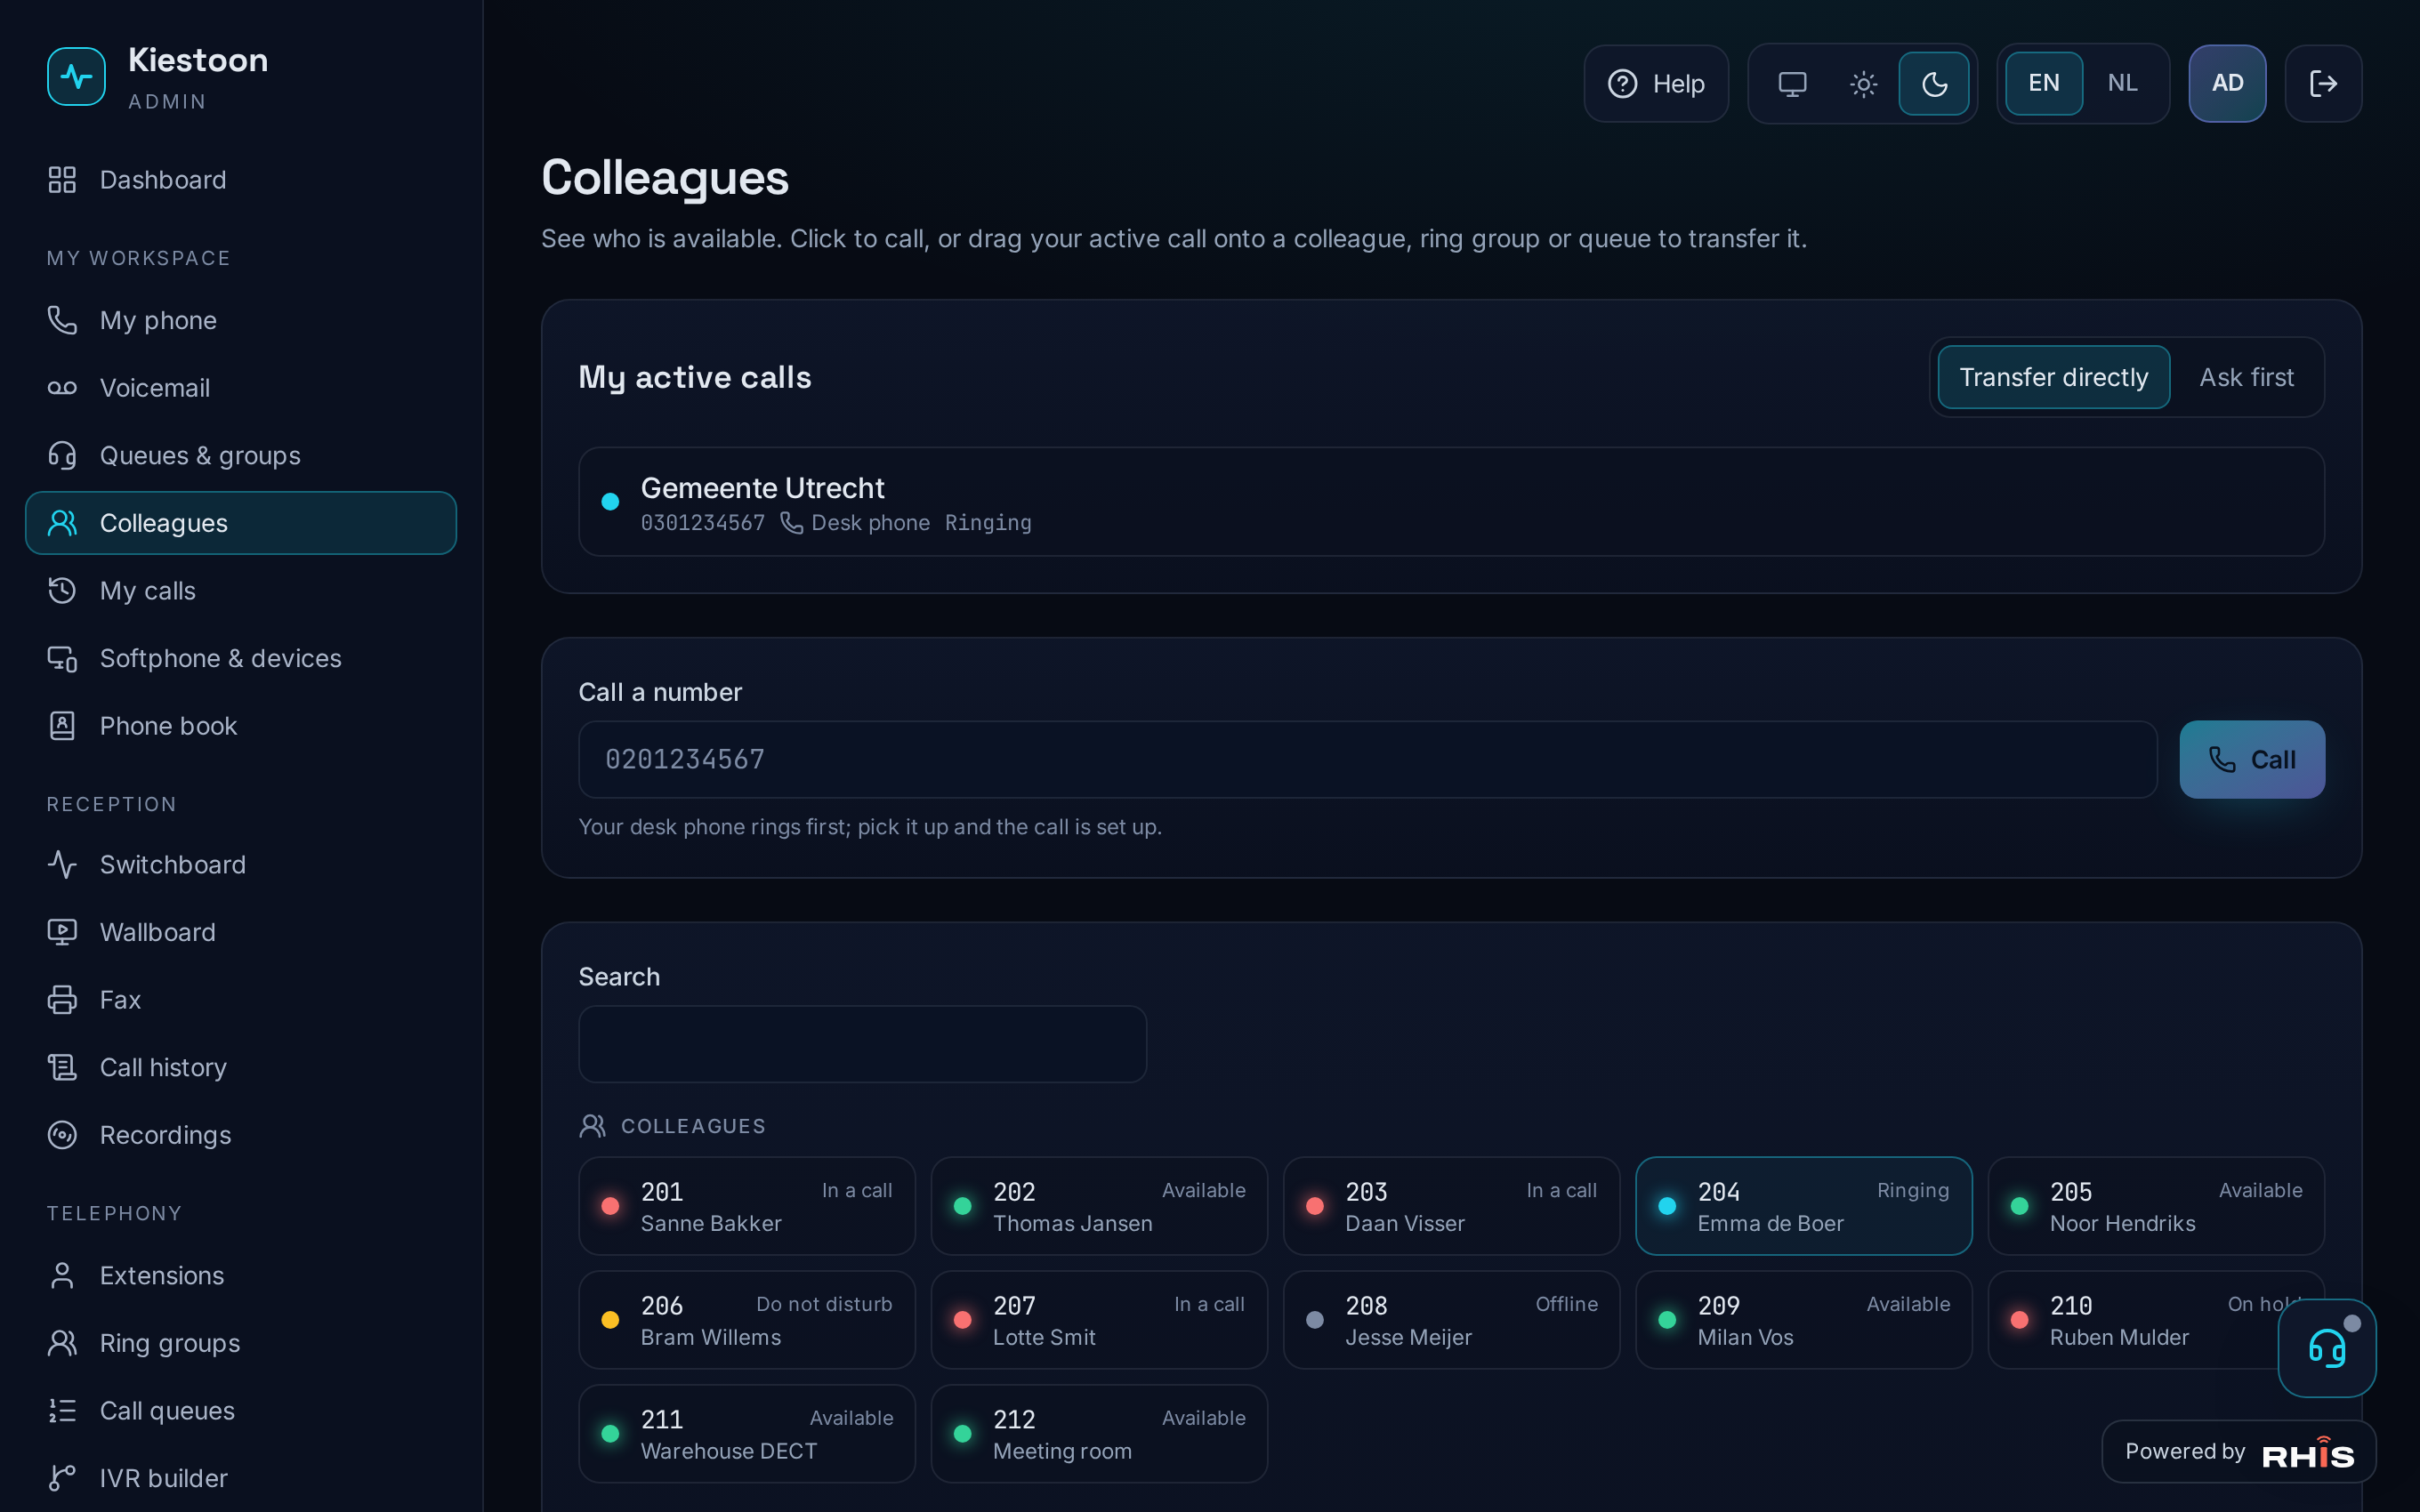 Kiestoon
ADMIN
Dashboard
MY WORKSPACE
My phone
Voicemail
Queues & groups
Colleagues
My calls
Softphone & devices
Phone book
RECEPTION
Switchboard
Wallboard
Fax
Call history
Recordings
TELEPHONY
Extensions
Ring groups
Call queues
IVR builder
Help
EN NL
AD
Colleagues
See who is available. Click to call, or drag your active call onto a colleague, ring group or queue to transfer it.
My active calls
Transfer directly Ask first
Gemeente Utrecht
0301234567 Desk phone Ringing
Call a number
0201234567
Call
Your desk phone rings first; pick it up and the call is set up.
Search
COLLEAGUES
201 In a call
Sanne Bakker
202 Available
Thomas Jansen
203 In a call
Daan Visser
204 Ringing
Emma de Boer
205 Available
Noor Hendriks
206 Do not disturb
Bram Willems
207 In a call
Lotte Smit
208 Offline
Jesse Meijer
209 Available
Milan Vos
210 On hold
Ruben Mulder
211 Available
Warehouse DECT
212 Available
Meeting room
Powered by RHIS